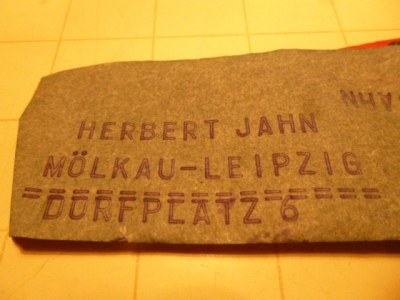 HERBERT JAHN
MÖLKAU-LEIPZIG
DORFPLATZ 6